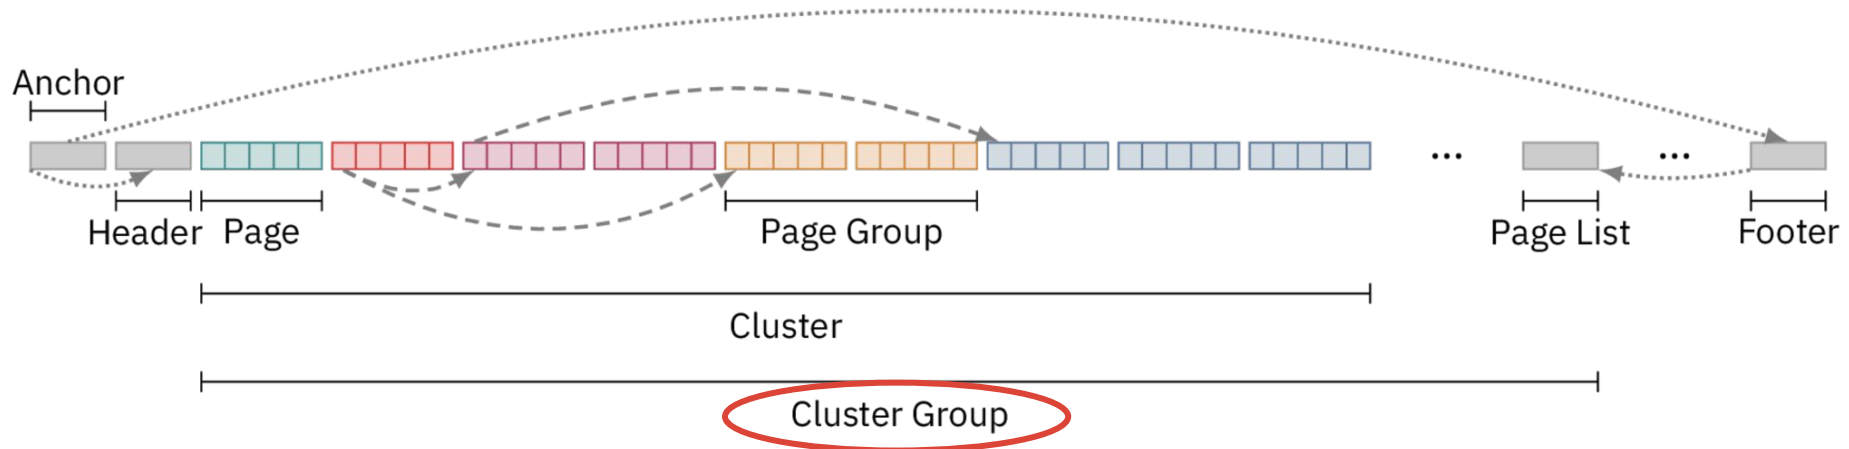 Anchor
...
...
Header
Page
Page Group
Page List
Footer
Cluster
Cluster Group